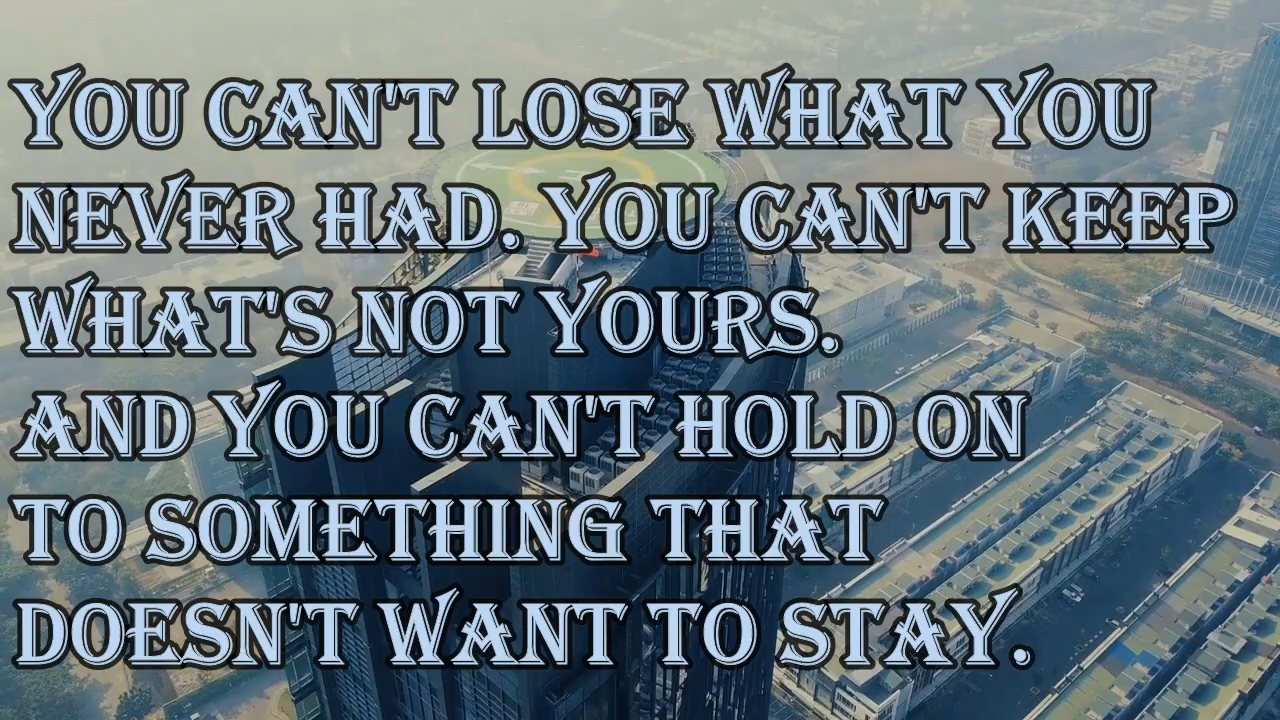 YOU CAN'T LOSE WHAT YOU
NEVER HAD. YOU CAN'T KEEP
WHAT'S NOT YOURS.
AND YOU CAN'T HOLD ON
TO SOMETHING THAT
DOESN'T WANT TO STAY.